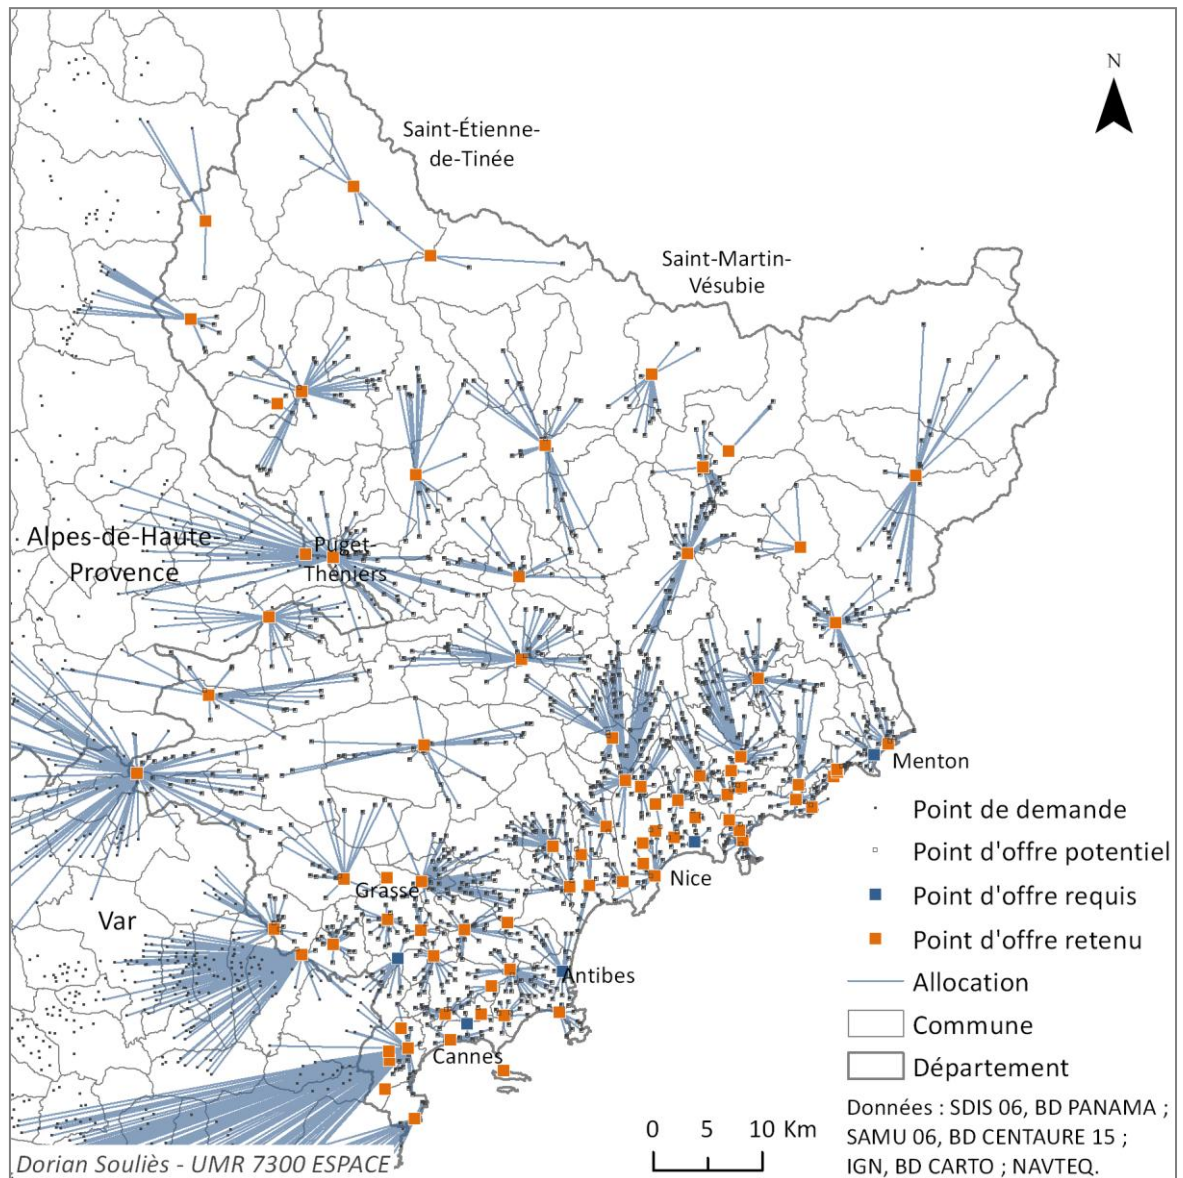 N
Saint-Étienne-
de-Tinée
Saint-Martin-
Vésubie
Alpes-de-Haute-
Provence
Puget-
Théniers
Menton
Point de demande
Point d'offre potentiel
Nice
Grasse
Point d'offre requis
Var
Point d'offre retenu
Antibes
Allocation
Commune
Cannes
Département
Données : SDIS 06, BD PANAMA ;
SAMU 06, BD CENTAURE 15 ;
IGN, BD CARTO ; NAVTEQ.
0 5 10 Km
Dorian Souliès - UMR 7300 ESPACE